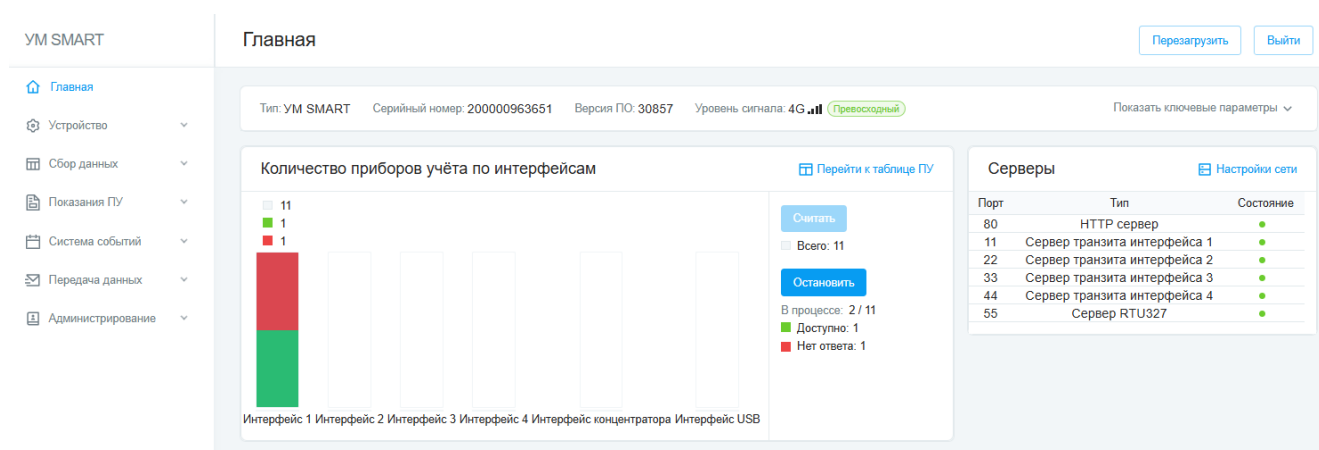 УМ SMART
Главная
Перезагрузить
Выйти
Главная
Устройство
Сбор данных
Показания ПУ
Система событий
Передача данных
Администрирование
Тип: УМ SMART Серийный номер: 200000963651 Версия ПО: 30857 Уровень сигнала: 4G Превосходный
Показать ключевые параметры
Количество приборов учёта по интерфейсам
Перейти к таблице ПУ
11
1
1
Интерфейс 1 Интерфейс 2 Интерфейс 3 Интерфейс 4 Интерфейс концентратора Интерфейс USB
Считать
Всего: 11
Остановить
В процессе: 2 / 11
Доступно: 1
Нет ответа: 1
Серверы
Настройки сети
Порт Тип Состояние
80 HTTP сервер
11 Сервер транзита интерфейса 1
22 Сервер транзита интерфейса 2
33 Сервер транзита интерфейса 3
44 Сервер транзита интерфейса 4
55 Сервер RTU327